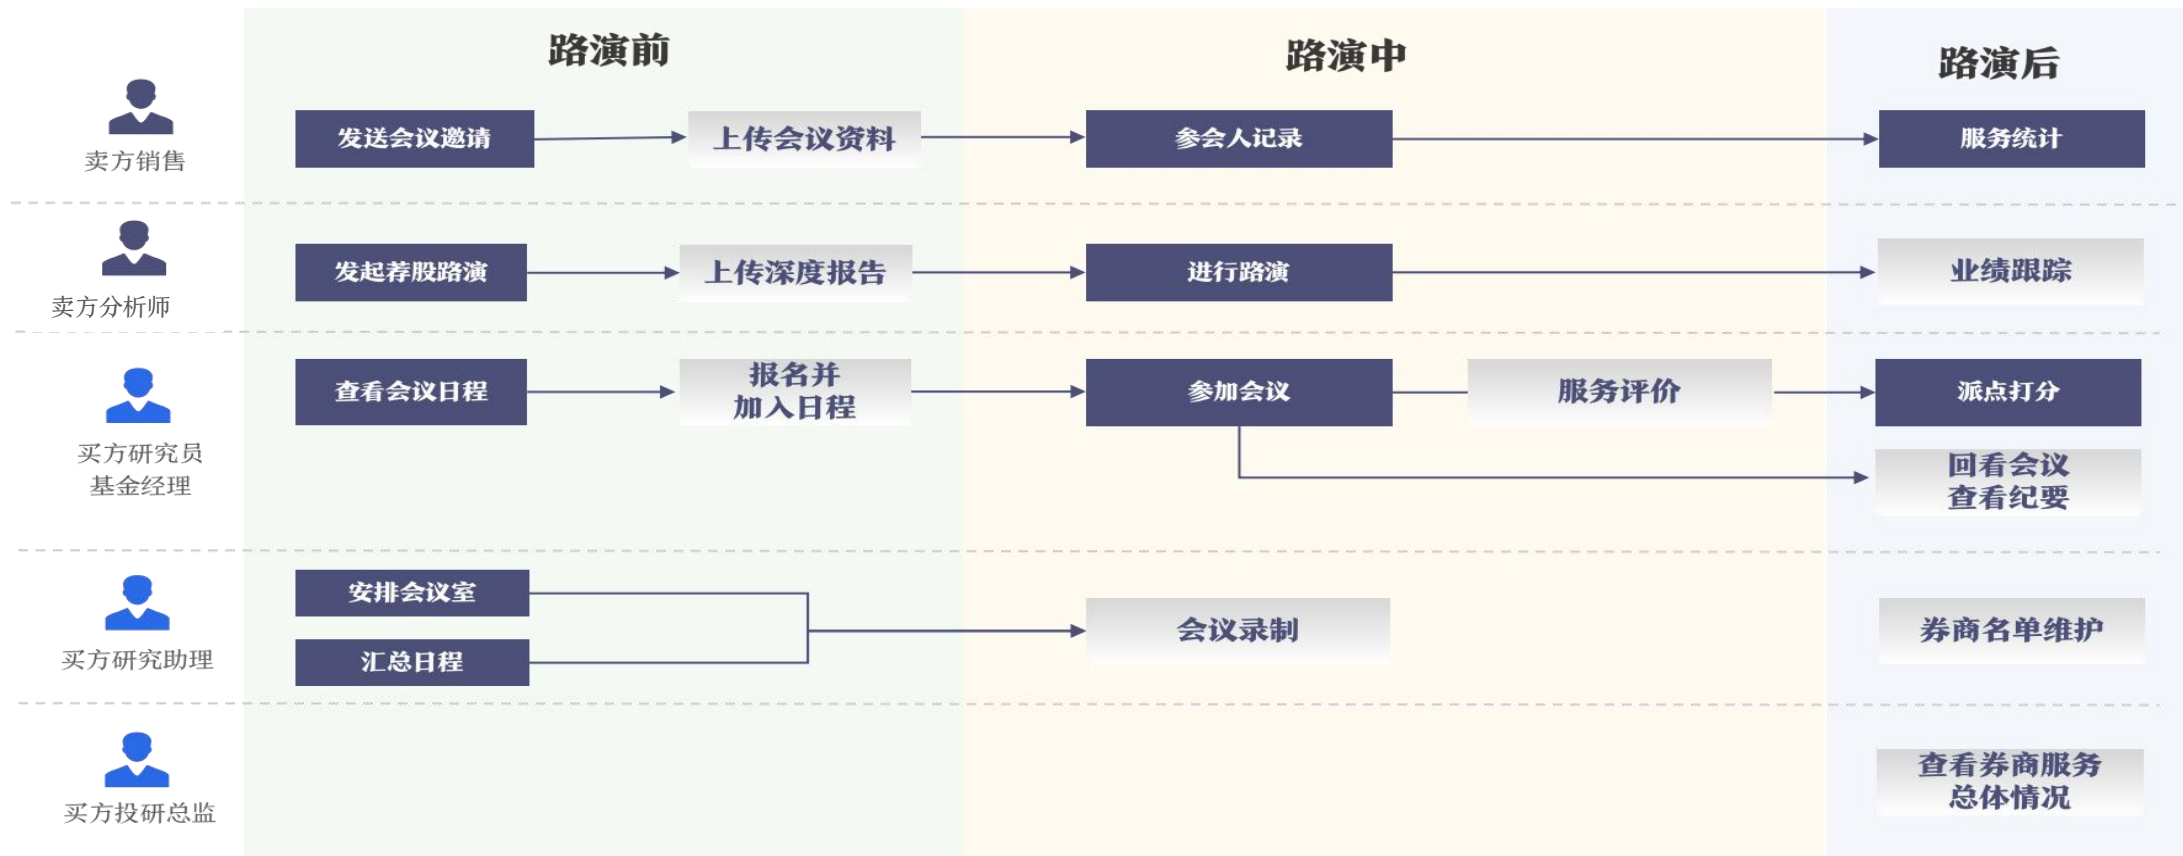 路演前
路演中
路演后
卖方销售
发送会议邀请
上传会议资料
参会人记录
服务统计
卖方分析师
发起荐股路演
上传深度报告
进行路演
业绩跟踪
买方研究员
基金经理
查看会议日程
报名并
加入日程
参加会议
服务评价
派点打分
回看会议
查看纪要
买方研究助理
安排会议室
汇总日程
会议录制
券商名单维护
买方投研总监
查看券商服务
总体情况